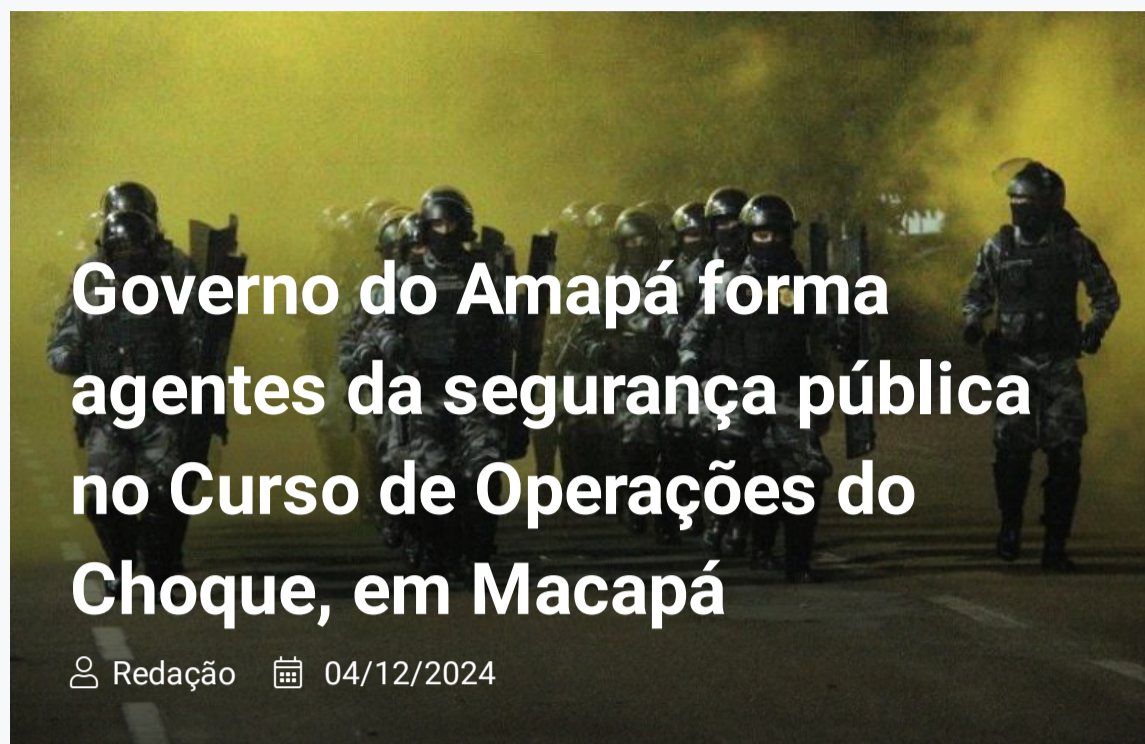 Governo do Amapá forma
agentes da segurança pública
no Curso de Operações do
Choque, em Macapá
Redação 04/12/2024